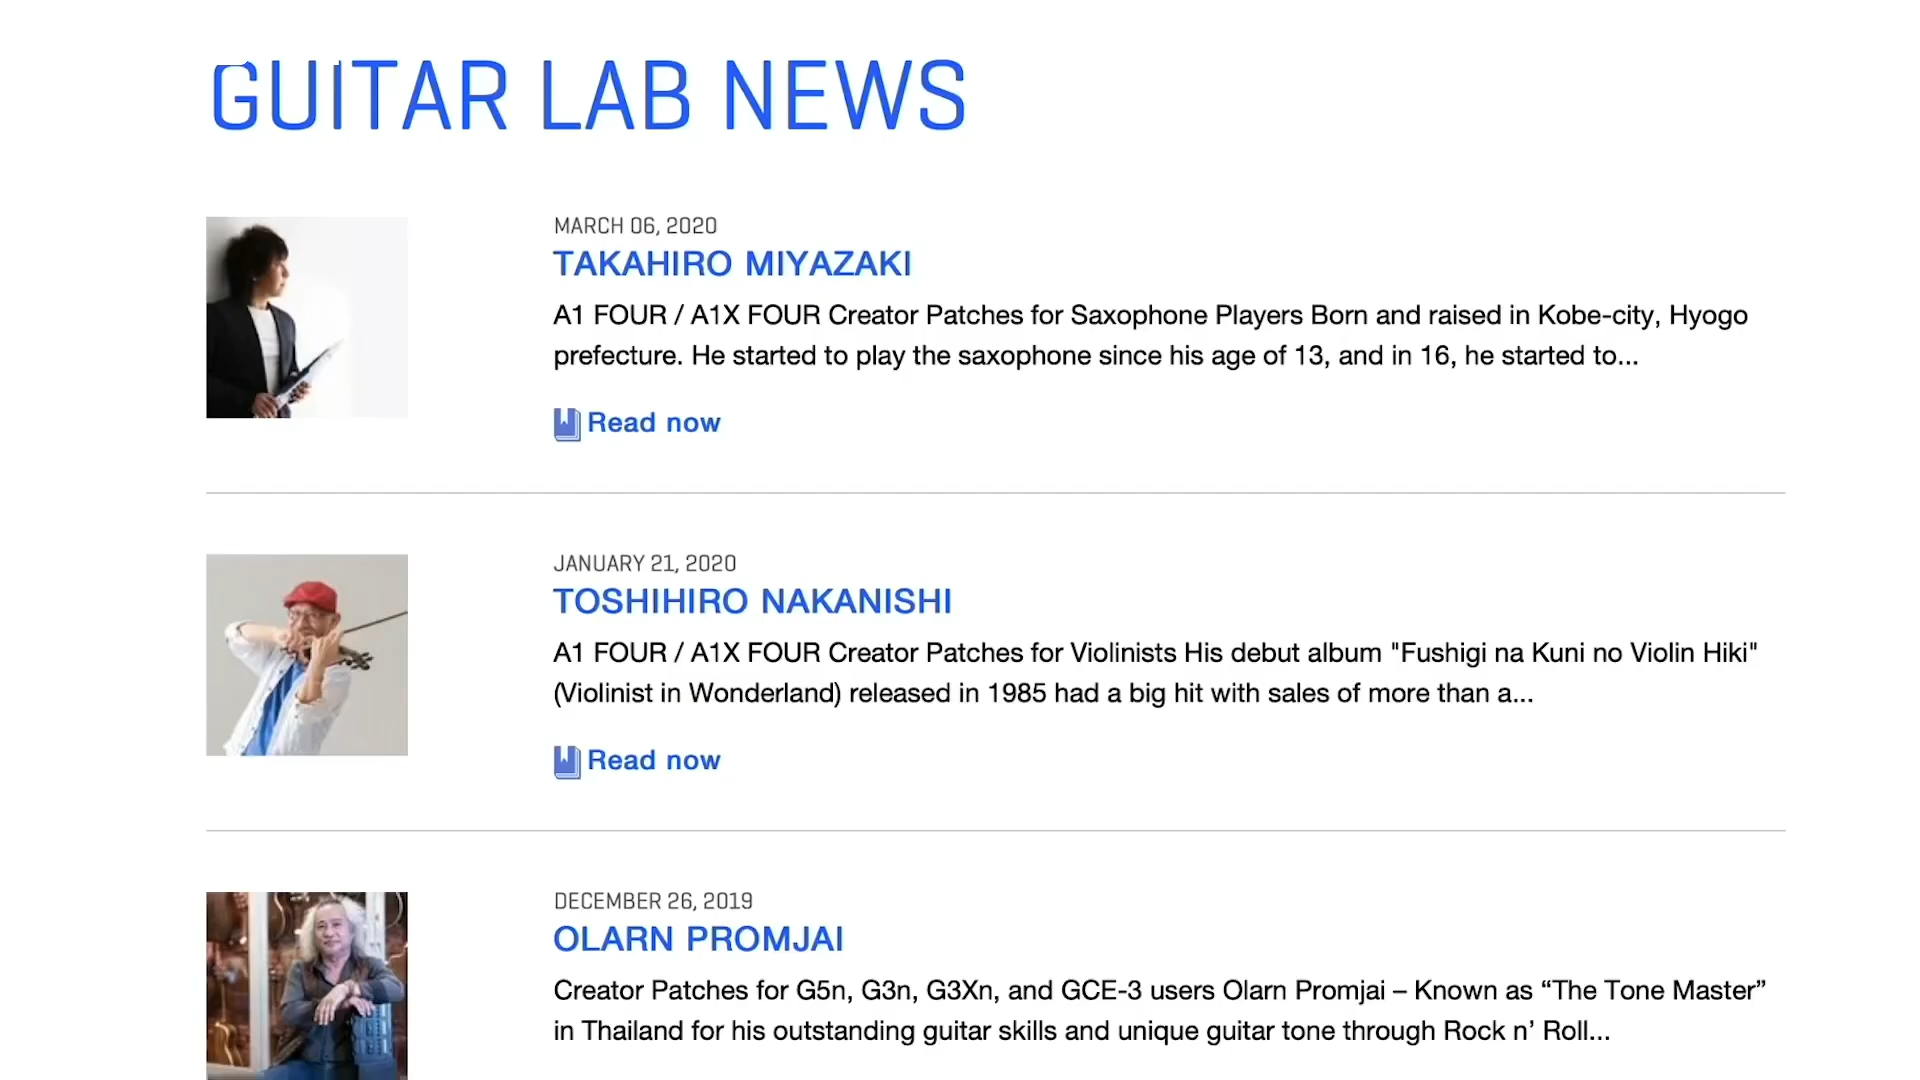 GUITAR LAB NEWS
MARCH 06, 2020
TAKAHIRO MIYAZAKI
A1 FOUR / A1X FOUR Creator Patches for Saxophone Players Born and raised in Kobe-city, Hyogo
prefecture. He started to play the saxophone since his age of 13, and in 16, he started to...
Read now
JANUARY 21, 2020
TOSHIHIRO NAKANISHI
A1 FOUR / A1X FOUR Creator Patches for Violinists His debut album "Fushigi na Kuni no Violin Hiki"
(Violinist in Wonderland) released in 1985 had a big hit with sales of more than a...
Read now
DECEMBER 26, 2019
OLARN PROMJAI
Creator Patches for G5n, G3n, G3Xn, and GCE-3 users Olarn Promjai – Known as “The Tone Master”
in Thailand for his outstanding guitar skills and unique guitar tone through Rock n’ Roll...